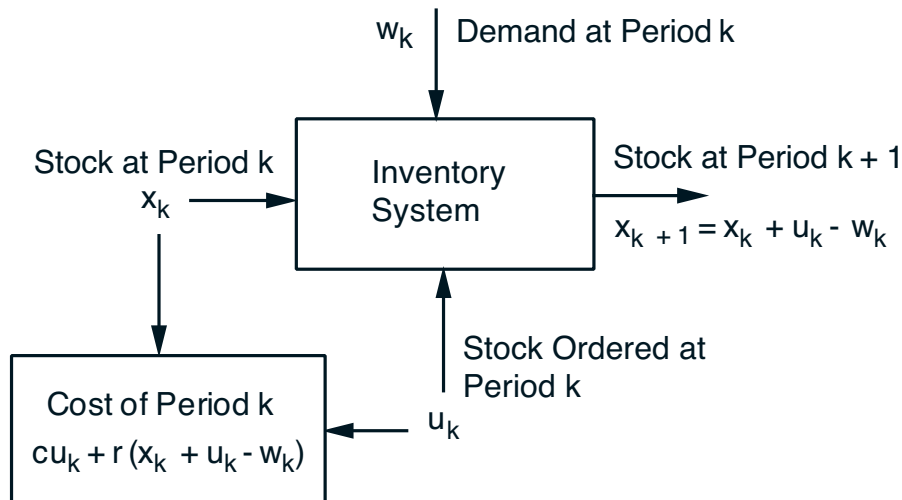 w_k Demand at Period k
Stock at Period k
x_k
Inventory
System
Stock at Period k + 1
x_{k + 1} = x_k + u_k - w_k
Stock Ordered at
Period k
u_k
Cost of Period k
cu_k + r (x_k + u_k - w_k)